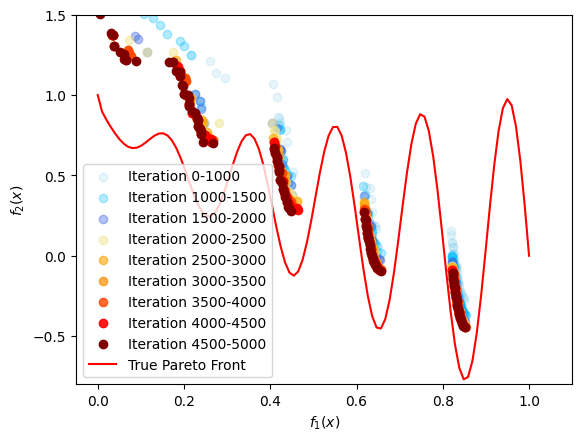 1.5
1.0
0.5
0.0
−0.5
f₂(x)
Iteration 0-1000
Iteration 1000-1500
Iteration 1500-2000
Iteration 2000-2500
Iteration 2500-3000
Iteration 3000-3500
Iteration 3500-4000
Iteration 4000-4500
Iteration 4500-5000
True Pareto Front
0.0 0.2 0.4 0.6 0.8 1.0
f₁(x)